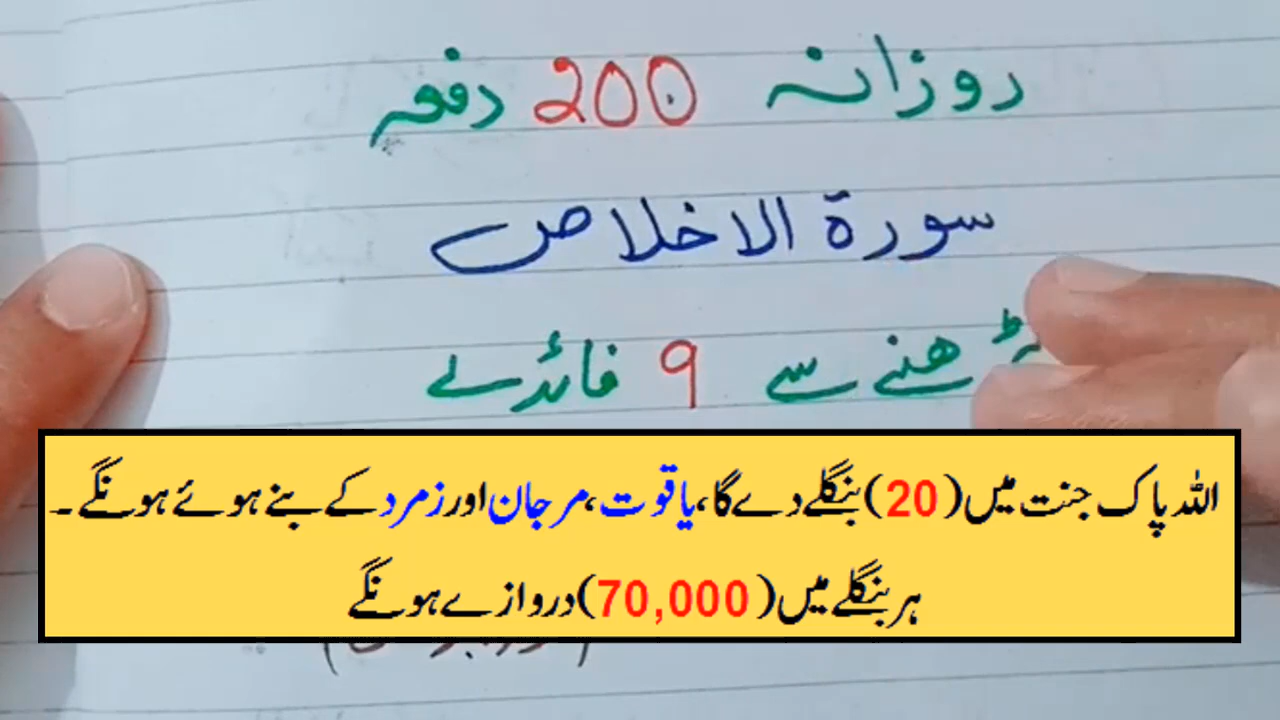 روزانہ 200 دفعہ
سورۃ الاخلاص
پڑھنے سے 9 فائدے
اللہ پاک جنت میں (20) بنگلے دے گا، یاقوت، مرجان اور زمرد کے بنے ہوئے ہونگے۔
ہر بنگلے میں (70,000) دروازے ہونگے